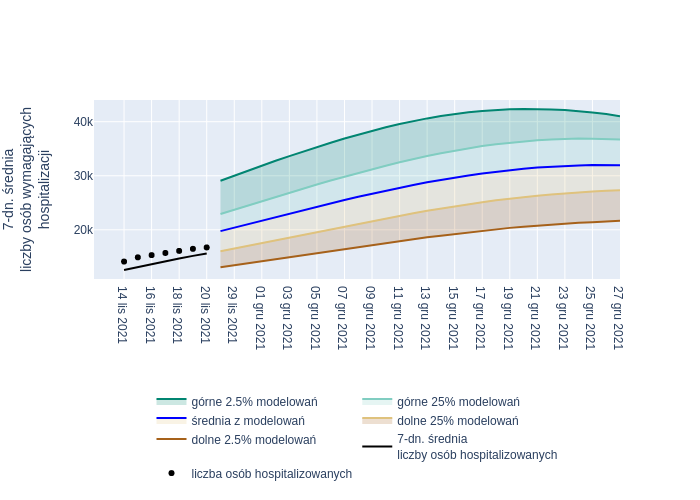 7-dn. średnia
liczby osób wymagających
hospitalizacji
40k
30k
20k
14 lis 2021
16 lis 2021
18 lis 2021
20 lis 2021
29 lis 2021
01 gru 2021
03 gru 2021
05 gru 2021
07 gru 2021
09 gru 2021
11 gru 2021
13 gru 2021
15 gru 2021
17 gru 2021
19 gru 2021
21 gru 2021
23 gru 2021
25 gru 2021
27 gru 2021
górne 2.5% modelowań
górne 25% modelowań
średnia z modelowań
dolne 25% modelowań
dolne 2.5% modelowań
7-dn. średnia
liczby osób hospitalizowanych
liczba osób hospitalizowanych